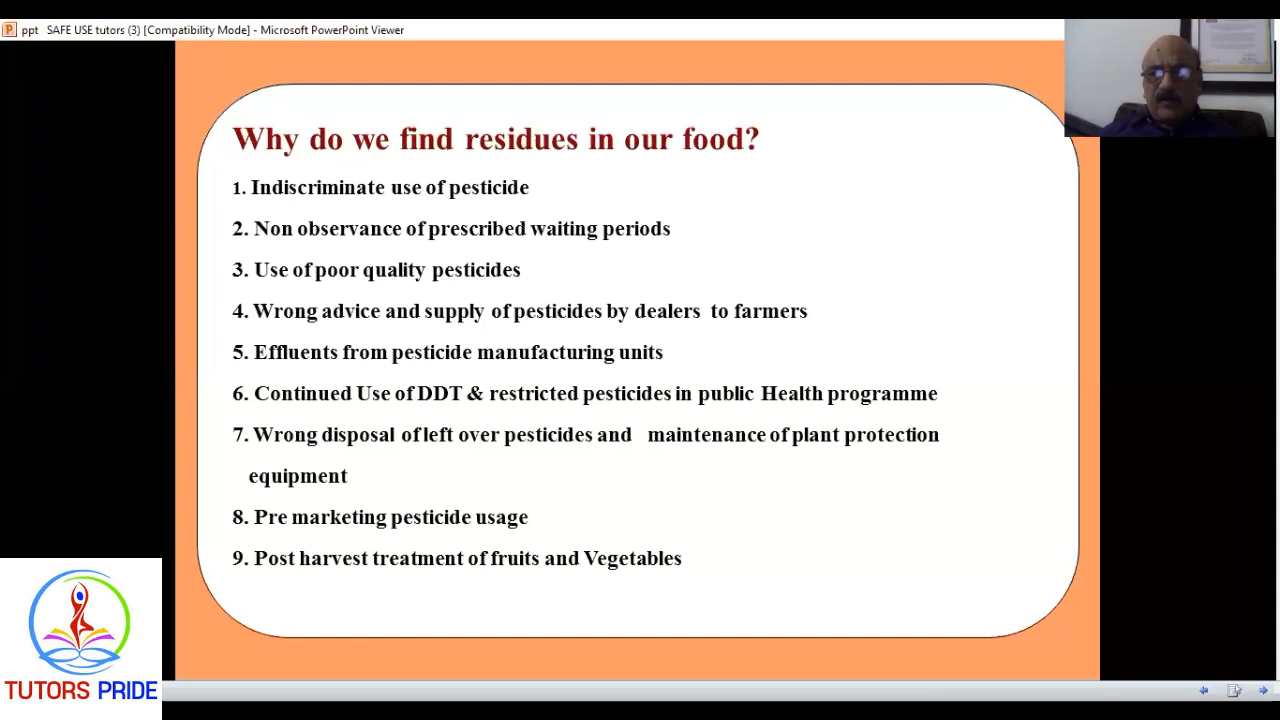 ppt SAFE USE tutors (3) [Compatibility Mode] - Microsoft PowerPoint Viewer
Why do we find residues in our food?
1. Indiscriminate use of pesticide
2. Non observance of prescribed waiting periods
3. Use of poor quality pesticides
4. Wrong advice and supply of pesticides by dealers to farmers
5. Effluents from pesticide manufacturing units
6. Continued Use of DDT & restricted pesticides in public Health programme
7. Wrong disposal of left over pesticides and maintenance of plant protection
equipment
8. Pre marketing pesticide usage
9. Post harvest treatment of fruits and Vegetables
TUTORS PRIDE